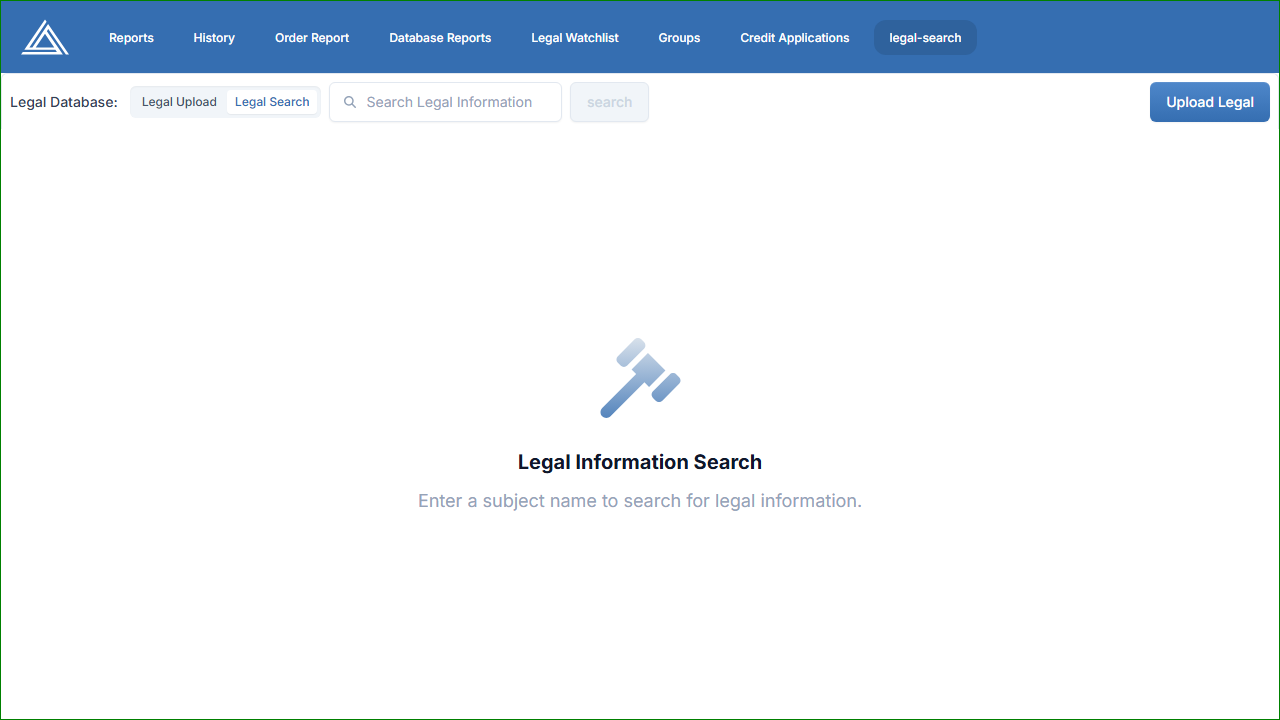 Reports History Order Report Database Reports Legal Watchlist Groups Credit Applications legal-search
Legal Database: Legal Upload Legal Search Search Legal Information search Upload Legal
Legal Information Search
Enter a subject name to search for legal information.